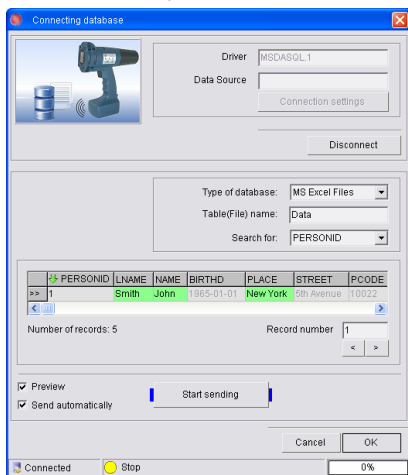 Connecting database
Driver MSDASQL.1
Data Source
Connection settings
Disconnect
Type of database: MS Excel Files
Table(File) name: Data
Search for: PERSONID
PERSONID LNAME NAME BIRTHD PLACE STREET PCODE
>> 1 Smith John 1965-01-01 New York 5th Avenue 10022
Number of records: 5 Record number 1
< >
Preview
Send automatically
Start sending
Cancel OK
Connected Stop 0%